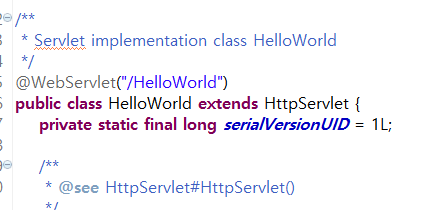 /**
* Servlet implementation class HelloWorld
*/
@WebServlet("/HelloWorld")
public class HelloWorld extends HttpServlet {
private static final long serialVersionUID = 1L;
/**
* @see HttpServlet#HttpServlet()
*/